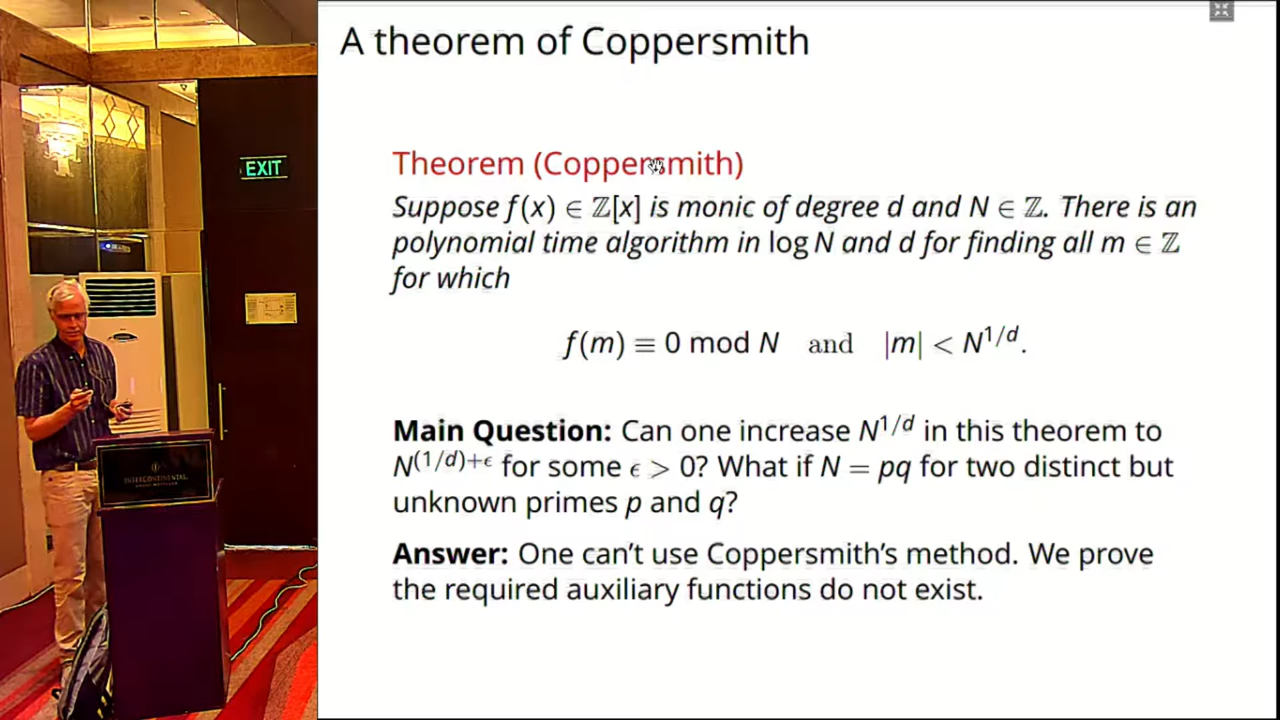 A theorem of Coppersmith
Theorem (Coppersmith)
Suppose f(x) ∈ ℤ[x] is monic of degree d and N ∈ ℤ. There is an
polynomial time algorithm in log N and d for finding all m ∈ ℤ
for which
f(m) ≡ 0 mod N and |m| < N^{1/d}.
Main Question: Can one increase N^{1/d} in this theorem to
N^{(1/d)+ϵ} for some ϵ > 0? What if N = pq for two distinct but
unknown primes p and q?
Answer: One can't use Coppersmith's method. We prove
the required auxiliary functions do not exist.
EXIT
INTERCONTINENTAL